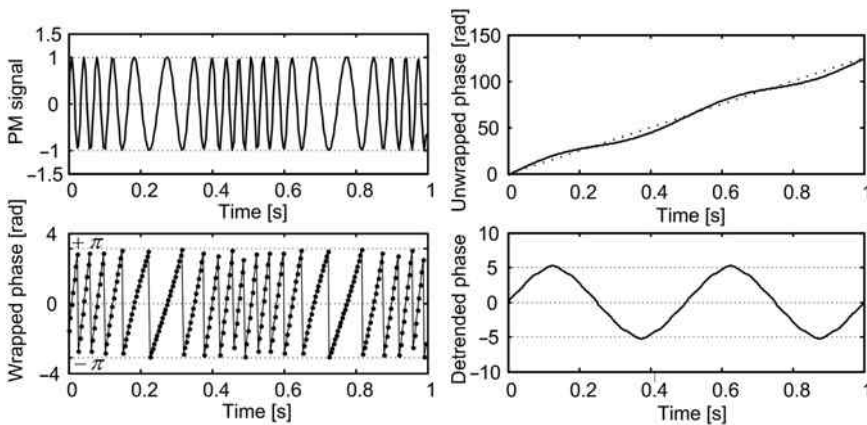 PM signal
1.5
1
0
−1
−1.5
0 0.2 0.4 0.6 0.8 1
Time [s]
Unwrapped phase [rad]
150
100
50
0
0 0.2 0.4 0.6 0.8 1
Time [s]
Wrapped phase [rad]
4
+π
0
−π
−4
0 0.2 0.4 0.6 0.8 1
Time [s]
Detrended phase
10
5
0
−5
−10
0 0.2 0.4 0.6 0.8 1
Time [s]